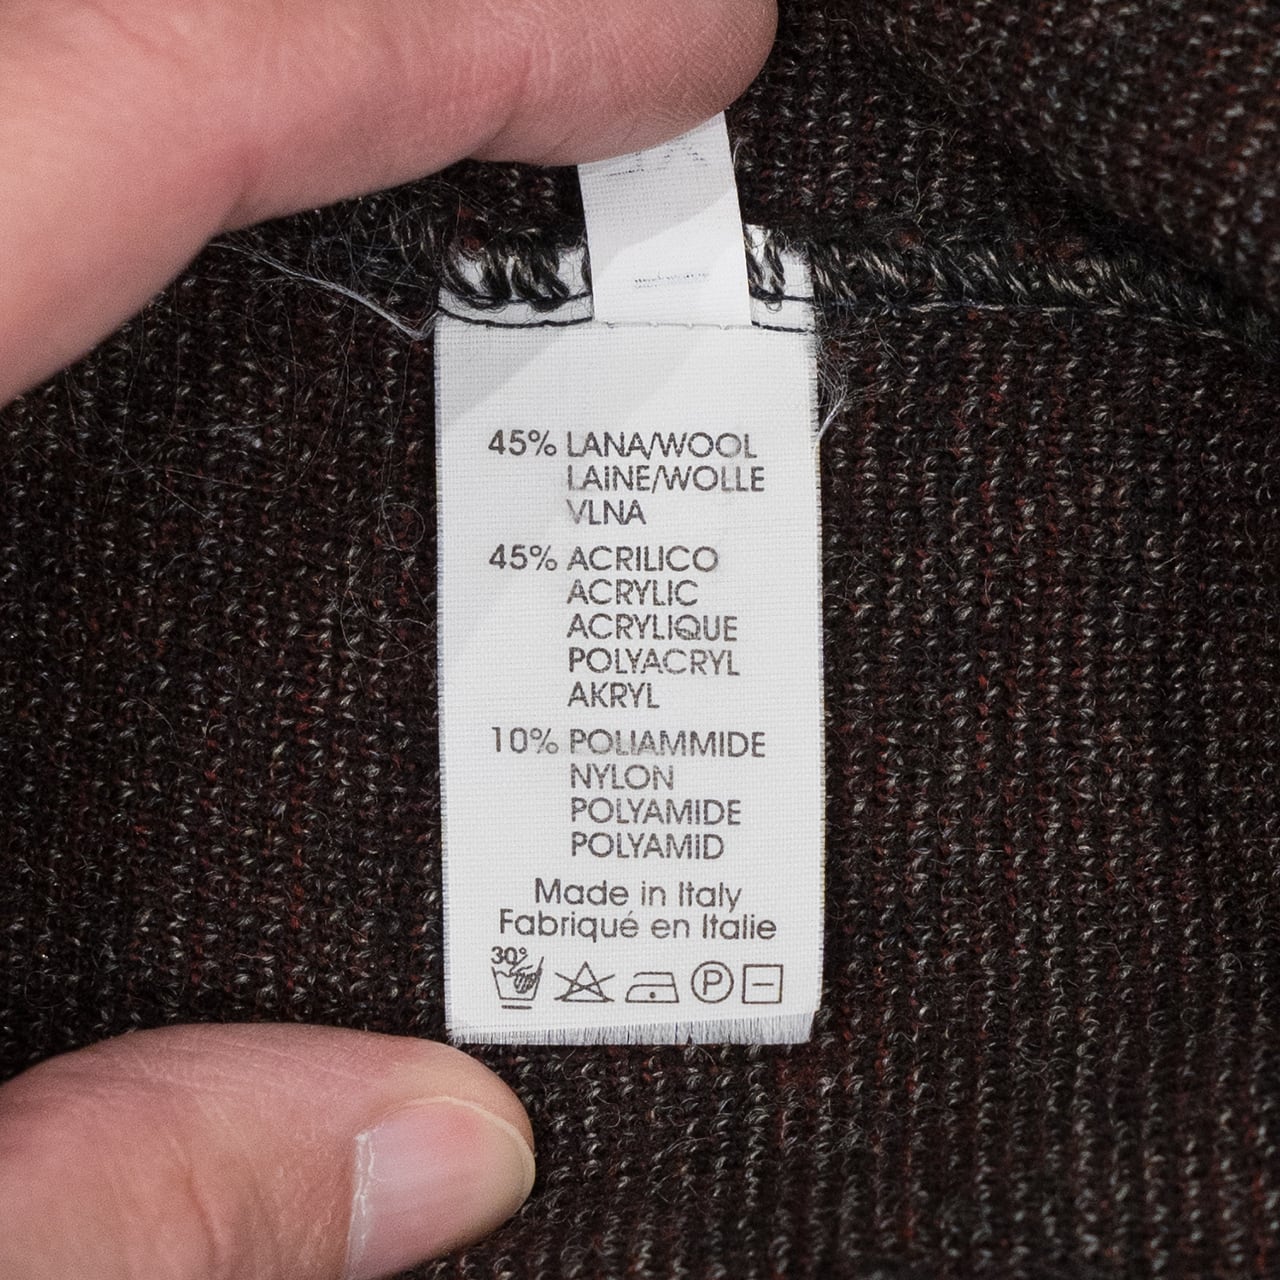 45% LANA/WOOL
LAINE/WOLLE
VLNA
45% ACRILICO
ACRYLIC
ACRYLIQUE
POLYACRYL
AKRYL
10% POLIAMMIDE
NYLON
POLYAMIDE
POLYAMID
Made in Italy
Fabriqué en Italie
30°
P